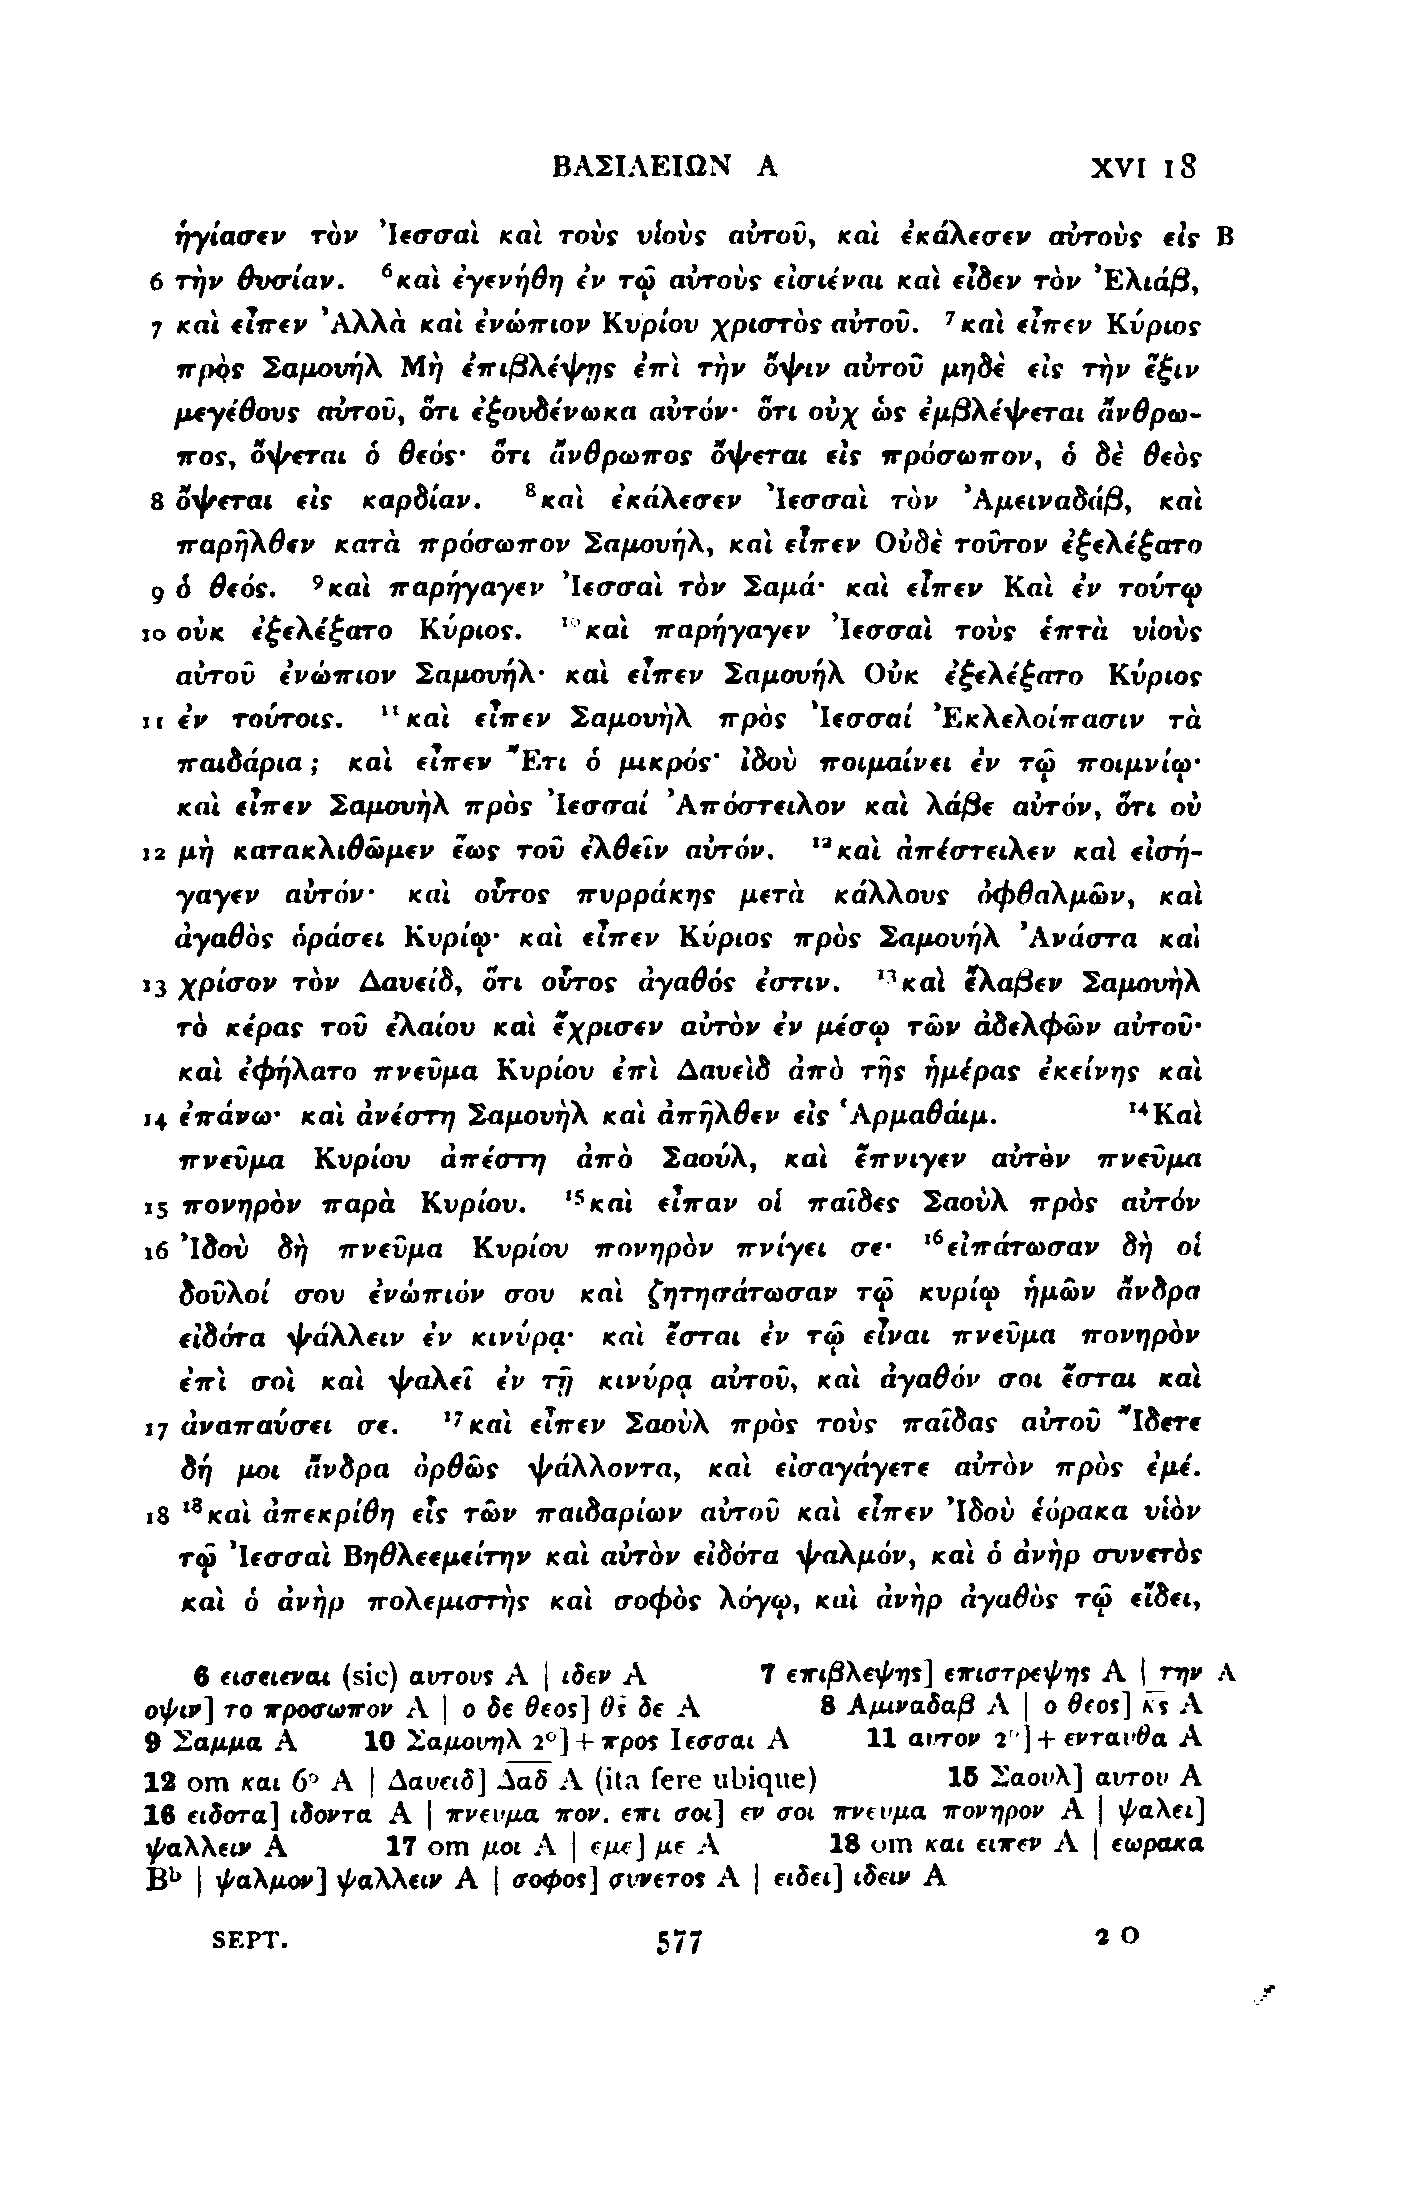 ΒΑΣΙΛΕΙΩΝ Α XVI 18
ἡγίασεν τὸν Ἰεσσαὶ καὶ τοὺς υἱοὺς αὐτοῦ, καὶ ἐκάλεσεν αὐτοὺς εἰς B
6 τὴν θυσίαν. ⁶καὶ ἐγενήθη ἐν τῷ αὐτοὺς εἰσιέναι καὶ εἶδεν τὸν Ἐλιάβ,
7 καὶ εἶπεν Ἀλλὰ καὶ ἐνώπιον Κυρίου χριστὸς αὐτοῦ. ⁷καὶ εἶπεν Κύριος
πρὸς Σαμουήλ Μὴ ἐπιβλέψῃς ἐπὶ τὴν ὄψιν αὐτοῦ μηδὲ εἰς τὴν ἕξιν
μεγέθους αὐτοῦ, ὅτι ἐξουδένωκα αὐτόν· ὅτι οὐχ ὡς ἐμβλέψεται ἄνθρω-
πος, ὄψεται ὁ θεός· ὅτι ἄνθρωπος ὄψεται εἰς πρόσωπον, ὁ δὲ θεὸς
8 ὄψεται εἰς καρδίαν. ⁸καὶ ἐκάλεσεν Ἰεσσαὶ τὸν Ἀμειναδάβ, καὶ
παρῆλθεν κατὰ πρόσωπον Σαμουήλ, καὶ εἶπεν Οὐδὲ τοῦτον ἐξελέξατο
9 ὁ θεός. ⁹καὶ παρήγαγεν Ἰεσσαὶ τὸν Σαμά· καὶ εἶπεν Καὶ ἐν τούτῳ
10 οὐκ ἐξελέξατο Κύριος. ¹⁰καὶ παρήγαγεν Ἰεσσαὶ τοὺς ἑπτὰ υἱοὺς
αὐτοῦ ἐνώπιον Σαμουήλ· καὶ εἶπεν Σαμουήλ Οὐκ ἐξελέξατο Κύριος
11 ἐν τούτοις. ¹¹καὶ εἶπεν Σαμουὴλ πρὸς Ἰεσσαί Ἐκλελοίπασιν τὰ
παιδάρια; καὶ εἶπεν Ἔτι ὁ μικρός· ἰδοὺ ποιμαίνει ἐν τῷ ποιμνίῳ·
καὶ εἶπεν Σαμουὴλ πρὸς Ἰεσσαί Ἀπόστειλον καὶ λάβε αὐτόν, ὅτι οὐ
12 μὴ κατακλιθῶμεν ἕως τοῦ ἐλθεῖν αὐτόν. ¹²καὶ ἀπέστειλεν καὶ εἰσή-
γαγεν αὐτόν· καὶ οὗτος πυρράκης μετὰ κάλλους ὀφθαλμῶν, καὶ
ἀγαθὸς ὁράσει Κυρίῳ· καὶ εἶπεν Κύριος πρὸς Σαμουήλ Ἀνάστα καὶ
13 χρίσον τὸν Δαυείδ, ὅτι οὗτος ἀγαθός ἐστιν. ¹³καὶ ἔλαβεν Σαμουὴλ
τὸ κέρας τοῦ ἐλαίου καὶ ἔχρισεν αὐτὸν ἐν μέσῳ τῶν ἀδελφῶν αὐτοῦ·
καὶ ἐφήλατο πνεῦμα Κυρίου ἐπὶ Δαυεὶδ ἀπὸ τῆς ἡμέρας ἐκείνης καὶ
14 ἐπάνω· καὶ ἀνέστη Σαμουὴλ καὶ ἀπῆλθεν εἰς Ἁρμαθάιμ. ¹⁴Καὶ
πνεῦμα Κυρίου ἀπέστη ἀπὸ Σαούλ, καὶ ἔπνιγεν αὐτὸν πνεῦμα
15 πονηρὸν παρὰ Κυρίου. ¹⁵καὶ εἶπαν οἱ παῖδες Σαοὺλ πρὸς αὐτόν
16 Ἰδοὺ δὴ πνεῦμα Κυρίου πονηρὸν πνίγει σε· ¹⁶εἰπάτωσαν δὴ οἱ
δοῦλοί σου ἐνώπιόν σου καὶ ζητησάτωσαν τῷ κυρίῳ ἡμῶν ἄνδρα
εἰδότα ψάλλειν ἐν κινύρᾳ· καὶ ἔσται ἐν τῷ εἶναι πνεῦμα πονηρὸν
ἐπὶ σοὶ καὶ ψαλεῖ ἐν τῇ κινύρᾳ αὐτοῦ, καὶ ἀγαθόν σοι ἔσται καὶ
17 ἀναπαύσει σε. ¹⁷καὶ εἶπεν Σαοὺλ πρὸς τοὺς παῖδας αὐτοῦ Ἴδετε
δή μοι ἄνδρα ὀρθῶς ψάλλοντα, καὶ εἰσαγάγετε αὐτὸν πρὸς ἐμέ.
18 ¹⁸καὶ ἀπεκρίθη εἷς τῶν παιδαρίων αὐτοῦ καὶ εἶπεν Ἰδοὺ ἑόρακα υἱὸν
τῷ Ἰεσσαὶ Βηθλεεμείτην καὶ αὐτὸν εἰδότα ψαλμόν, καὶ ὁ ἀνὴρ συνετὸς
καὶ ὁ ἀνὴρ πολεμιστὴς καὶ σοφὸς λόγῳ, καὶ ἀνὴρ ἀγαθὸς τῷ εἴδει,
6 εισειεναι (sic) αυτους A | ιδεν A 7 επιβλεψης] επιστρεψης A | την A
οψιν] το προσωπον A | ο δε θεος] θ̅ς̅ δε A 8 Αμιναδαβ A | ο θεος] κ̅ς̅ A
9 Σαμμα A 10 Σαμουηλ 2°] + προς Ιεσσαι A 11 αυτον 2°] + ενταυθα A
12 om και 6° A | Δαυειδ] Δ̅α̅δ̅ A (ita fere ubique) 15 Σαουλ] αυτου A
16 ειδοτα] ιδοντα A | πνευμα πον. επι σοι] εν σοι πνευμα πονηρον A | ψαλει]
ψαλλειν A 17 om μοι A | εμε] με A 18 om και ειπεν A | εωρακα
Bᵇ | ψαλμον] ψαλλειν A | σοφος] συνετος A | ειδει] ιδειν A
SEPT. 577 2 O